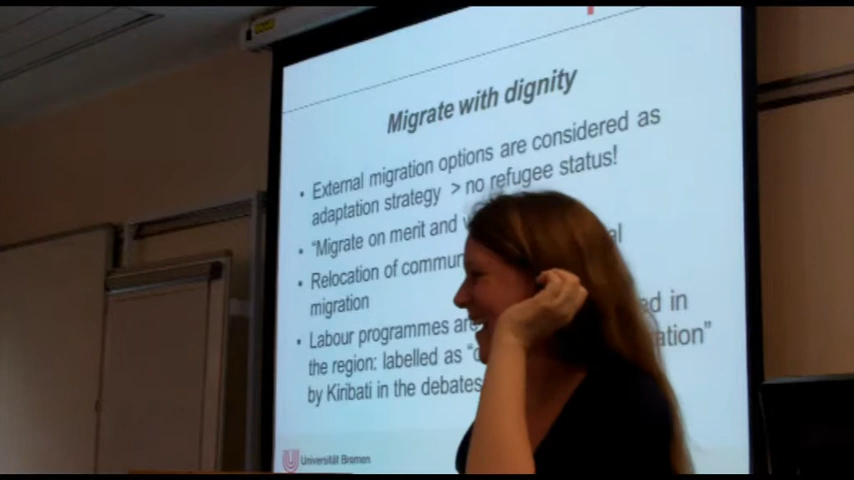 Migrate with dignity
• External migration options are considered as
adaptation strategy > no refugee status!
• "Migrate on merit and
• Relocation of
migration
• Labour programmes are in
the region: labelled as
by Kiribati in the debates
Universität Bremen